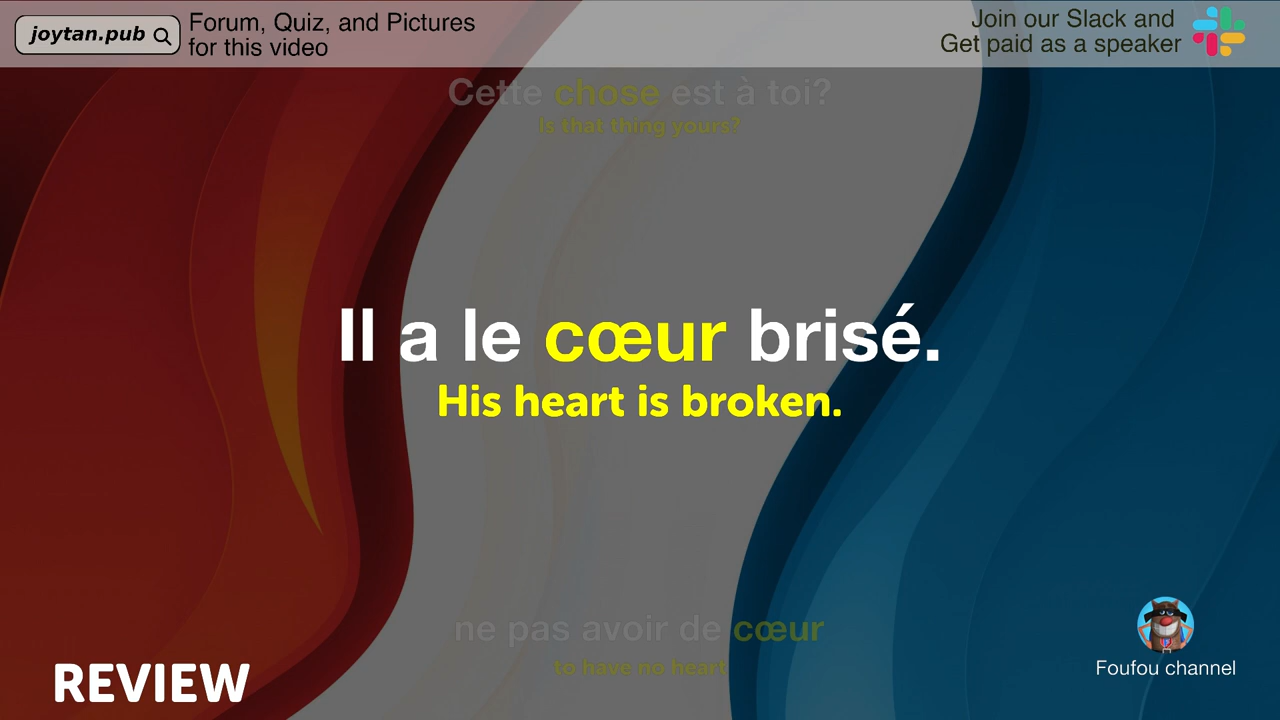 joytan.pub
Forum, Quiz, and Pictures
for this video
Join our Slack and
Get paid as a speaker
Cette chose est à toi?
Is that thing yours?
Il a le cœur brisé.
His heart is broken.
ne pas avoir de cœur
to have no heart
REVIEW
Foufou channel